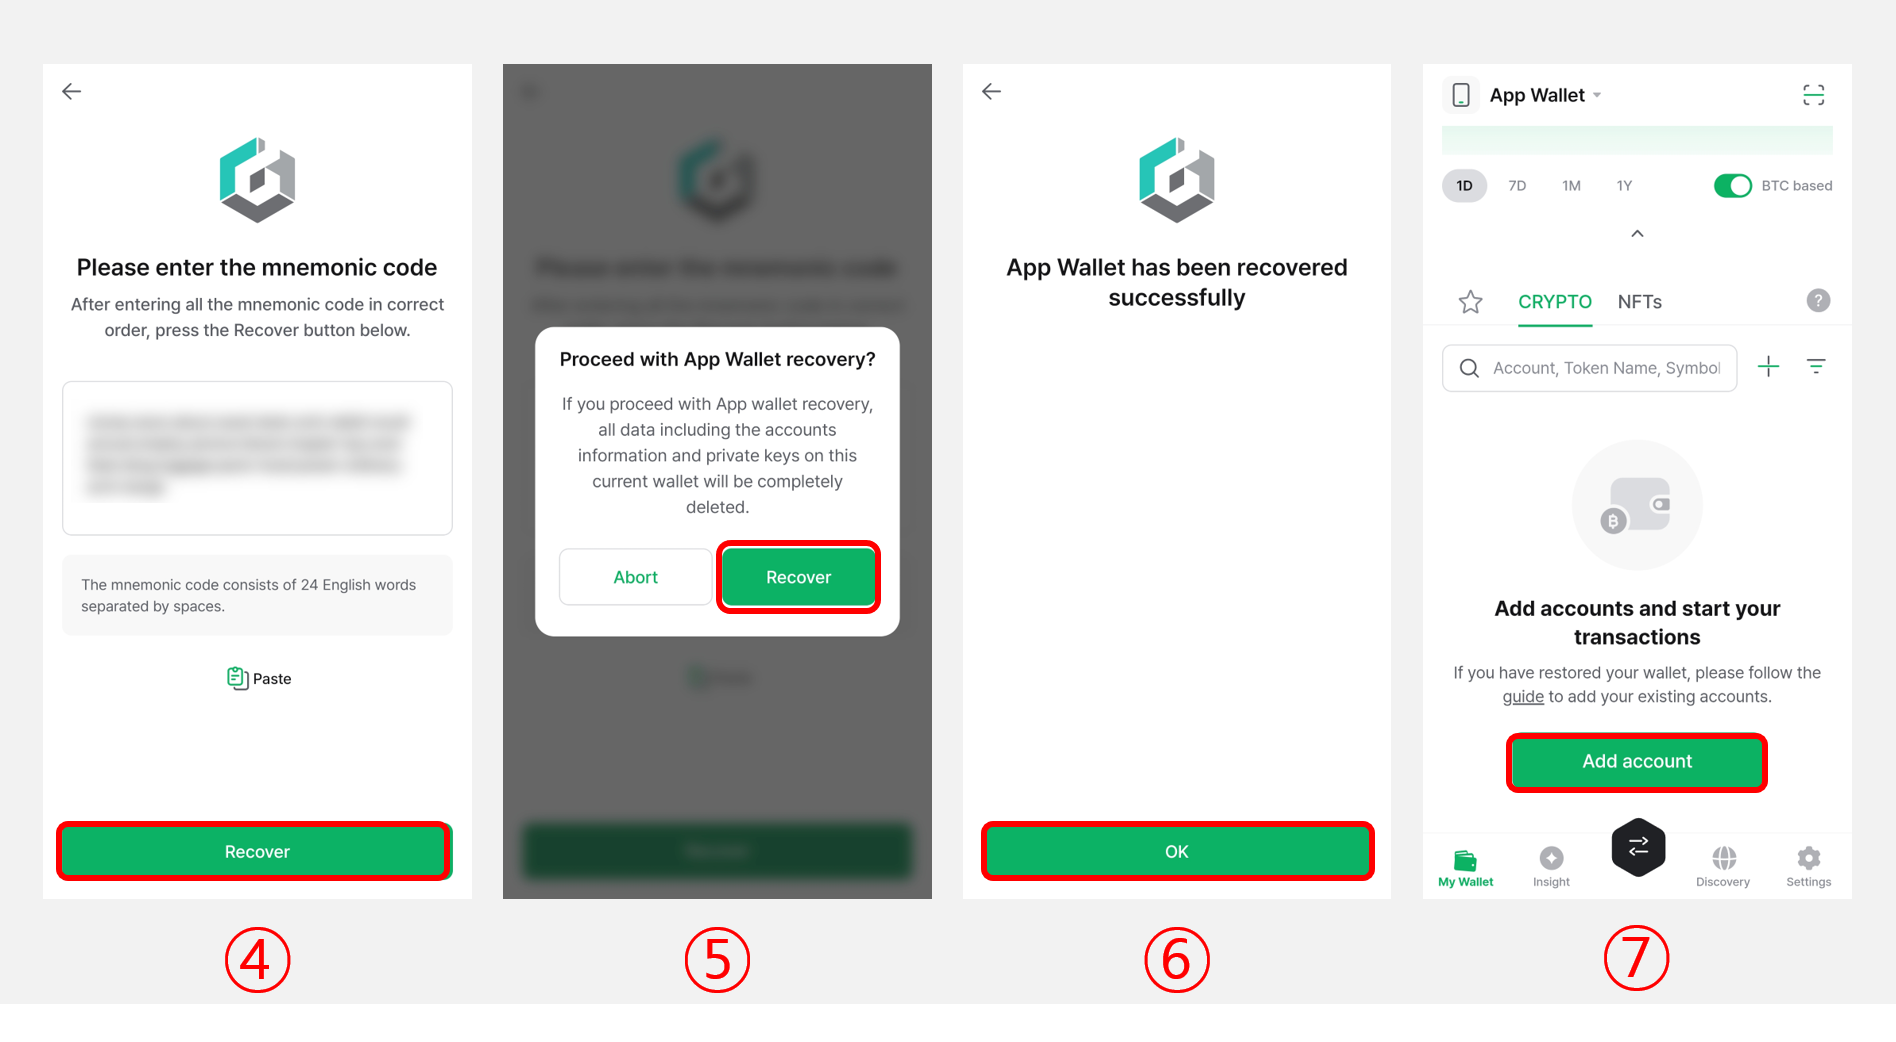 Please enter the mnemonic code
After entering all the mnemonic code in correct
order, press the Recover button below.
The mnemonic code consists of 24 English words
separated by spaces.
Paste
Recover
④
Please enter the mnemonic code
Proceed with App Wallet recovery?
If you proceed with App wallet recovery,
all data including the accounts
information and private keys on this
current wallet will be completely
deleted.
Abort
Recover
⑤
App Wallet has been recovered
successfully
OK
⑥
App Wallet
1D
7D
1M
1Y
BTC based
CRYPTO
NFTs
?
Account, Token Name, Symbol
Add accounts and start your
transactions
If you have restored your wallet, please follow the
guide to add your existing accounts.
Add account
My Wallet
Insight
Discovery
Settings
⑦